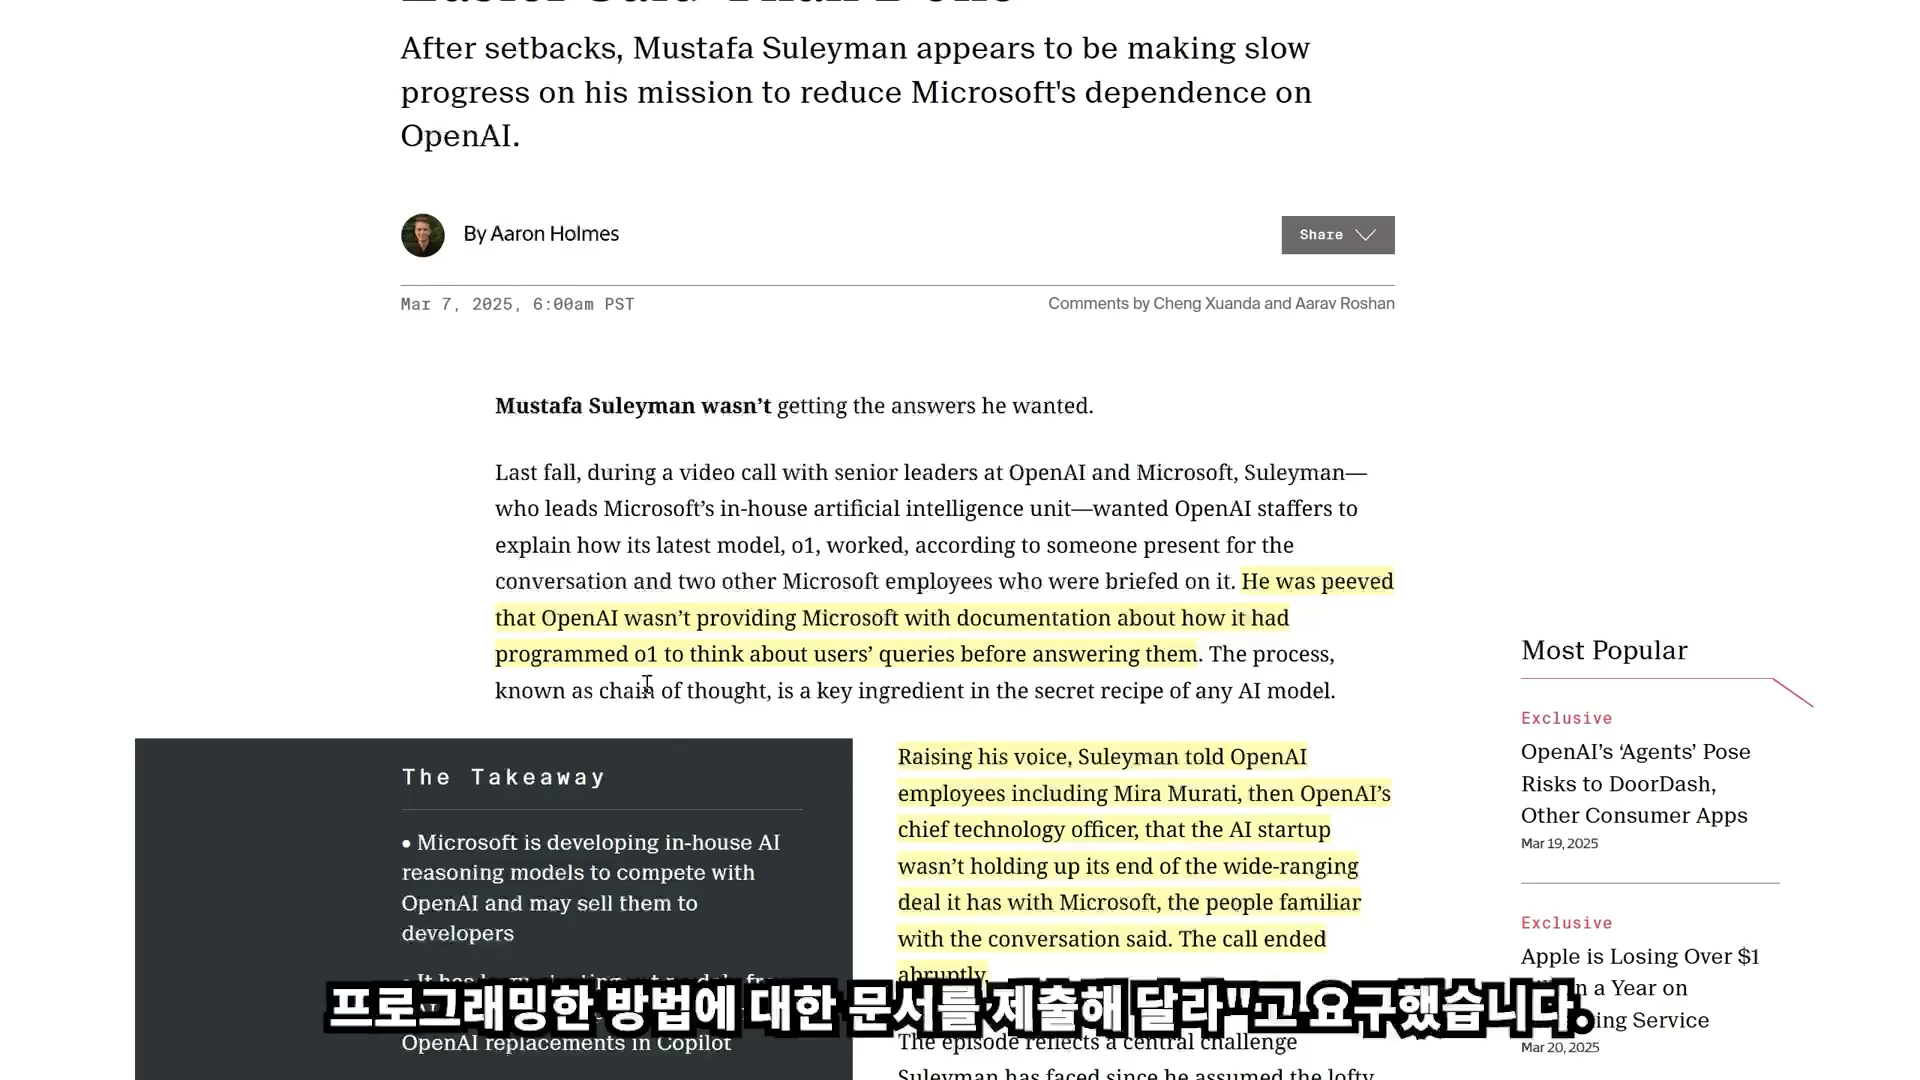 After setbacks, Mustafa Suleyman appears to be making slow
progress on his mission to reduce Microsoft's dependence on
OpenAI.
By Aaron Holmes
Share
Mar 7, 2025, 6:00am PST
Comments by Cheng Xuanda and Aarav Roshan
Mustafa Suleyman wasn’t getting the answers he wanted.
Last fall, during a video call with senior leaders at OpenAI and Microsoft, Suleyman—
who leads Microsoft’s in-house artificial intelligence unit—wanted OpenAI staffers to
explain how its latest model, o1, worked, according to someone present for the
conversation and two other Microsoft employees who were briefed on it. He was peeved
that OpenAI wasn’t providing Microsoft with documentation about how it had
programmed o1 to think about users’ queries before answering them. The process,
known as chain of thought, is a key ingredient in the secret recipe of any AI model.
The Takeaway
• Microsoft is developing in-house AI
reasoning models to compete with
OpenAI and may sell them to
developers
OpenAI replacements in Copilot
Raising his voice, Suleyman told OpenAI
employees including Mira Murati, then OpenAI’s
chief technology officer, that the AI startup
wasn’t holding up its end of the wide-ranging
deal it has with Microsoft, the people familiar
with the conversation said. The call ended
abruptly.
The episode reflects a central challenge
Suleyman has faced since he assumed the lofty
Most Popular
Exclusive
OpenAI’s ‘Agents’ Pose
Risks to DoorDash,
Other Consumer Apps
Mar 19, 2025
Exclusive
Apple is Losing Over $1
n a Year on
ing Service
Mar 20, 2025
프로그래밍한 방법에 대한 문서를 제출해 달라"고 요구했습니다.